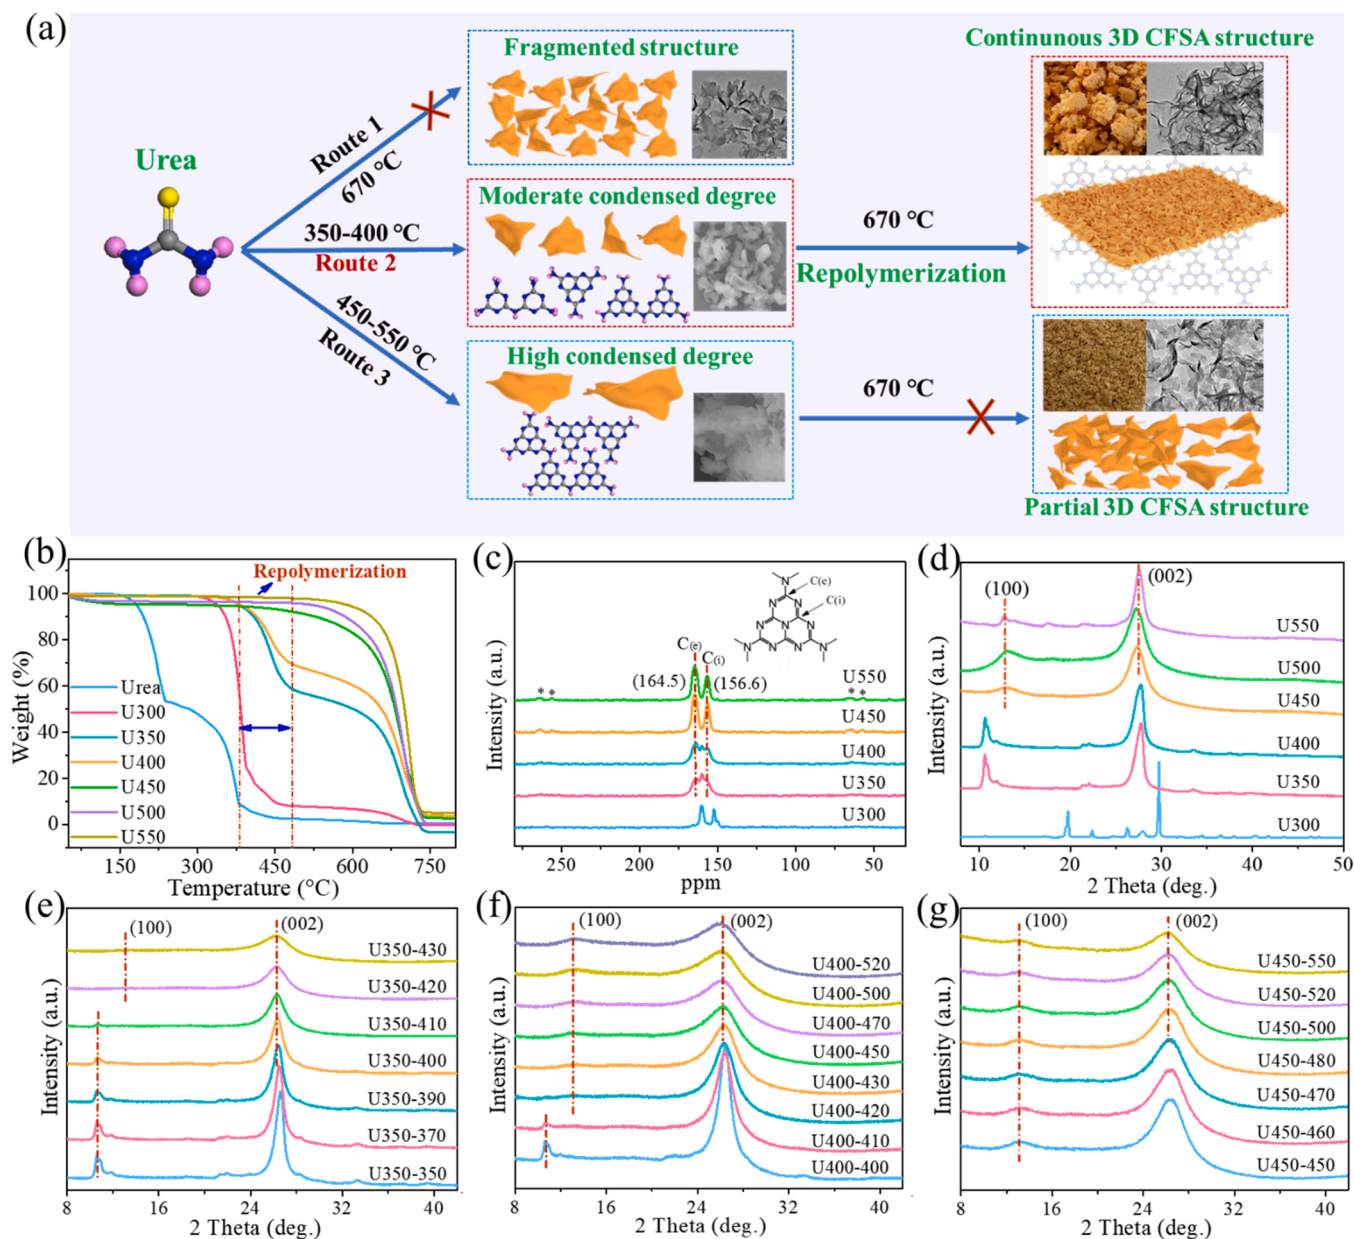 (a)
Urea
Route 1
670 °C
350-400 °C
Route 2
450-550 °C
Route 3
Fragmented structure
Moderate condensed degree
High condensed degree
670 °C
Repolymerization
670 °C
Continunous 3D CFSA structure
Partial 3D CFSA structure
(b)
Repolymerization
Weight (%)
100
80
60
40
20
0
Urea
U300
U350
U400
U450
U500
U550
150 300 450 600 750
Temperature (°C)
(c)
C(e)
C(i)
C(e)
C(i)
(164.5)
(156.6)
* *
* *
Intensity (a.u.)
U550
U450
U400
U350
U300
250 200 150 100 50
ppm
(d)
(100)
(002)
Intensity (a.u.)
U550
U500
U450
U400
U350
U300
10 20 30 40 50
2 Theta (deg.)
(e)
(100)
(002)
Intensity (a.u.)
U350-430
U350-420
U350-410
U350-400
U350-390
U350-370
U350-350
8 16 24 32 40
2 Theta (deg.)
(f)
(100)
(002)
Intensity (a.u.)
U400-520
U400-500
U400-470
U400-450
U400-430
U400-420
U400-410
U400-400
8 16 24 32 40
2 Theta (deg.)
(g)
(100)
(002)
Intensity (a.u.)
U450-550
U450-520
U450-500
U450-480
U450-470
U450-460
U450-450
8 16 24 32 40
2 Theta (deg.)